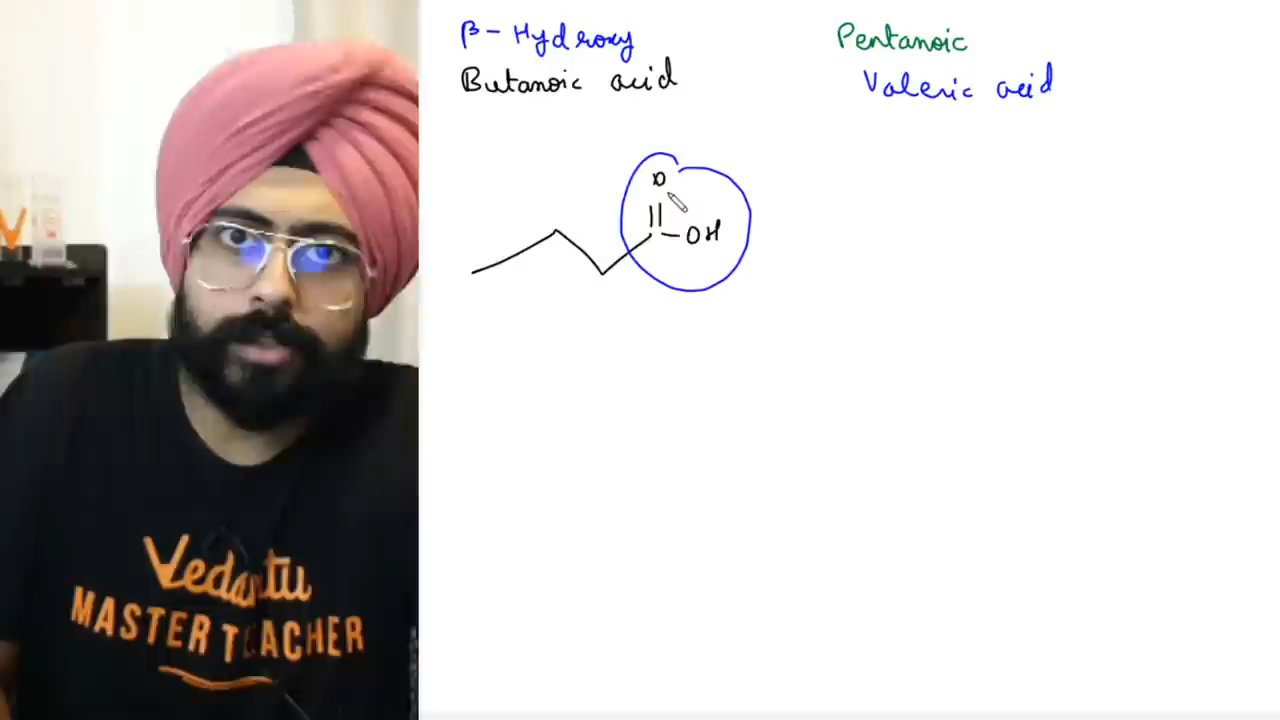 β - Hydroxy
Butanoic acid
Pentanoic
Valeric acid
O
OH
Vedantu
MASTER TEACHER